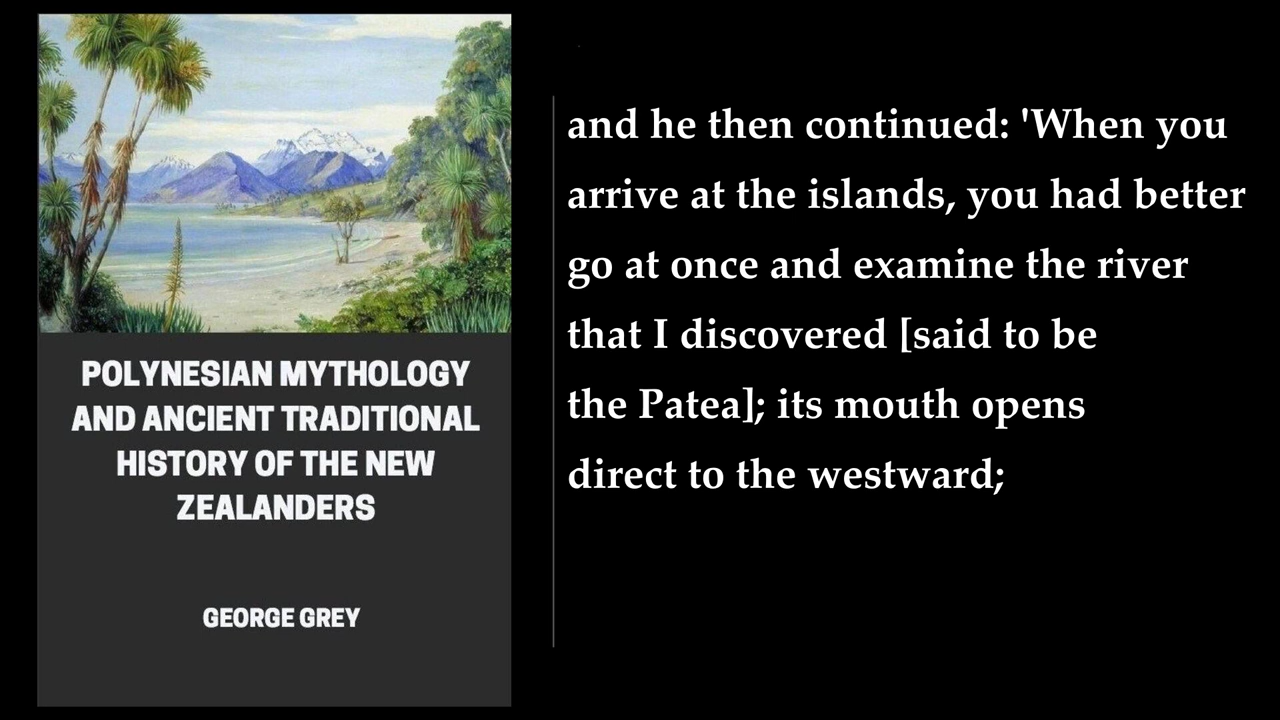 POLYNESIAN MYTHOLOGY
AND ANCIENT TRADITIONAL
HISTORY OF THE NEW
ZEALANDERS
GEORGE GREY
and he then continued: 'When you
arrive at the islands, you had better
go at once and examine the river
that I discovered [said to be
the Patea]; its mouth opens
direct to the westward;